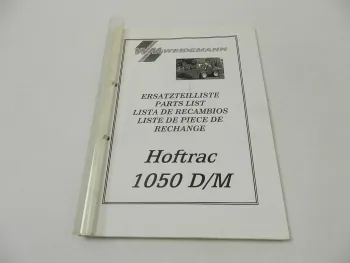 WEIDEMANN
ERSATZTEILLISTE
PARTS LIST
LISTA DE RECAMBIOS
LISTE DE PIECE DE
RECHANGE
Hoftrac
1050 D/M